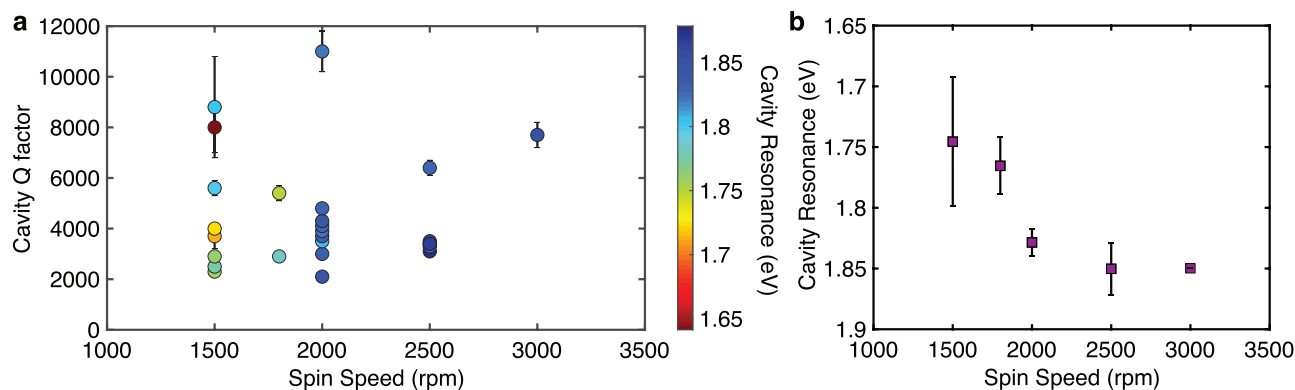 a
12000
10000
8000
6000
4000
2000
0
Cavity Q factor
1000 1500 2000 2500 3000 3500
Spin Speed (rpm)
1.85
1.8
1.75
1.7
1.65
Cavity Resonance (eV)
b
1.65
1.7
1.75
1.8
1.85
1.9
Cavity Resonance (eV)
1000 1500 2000 2500 3000 3500
Spin Speed (rpm)